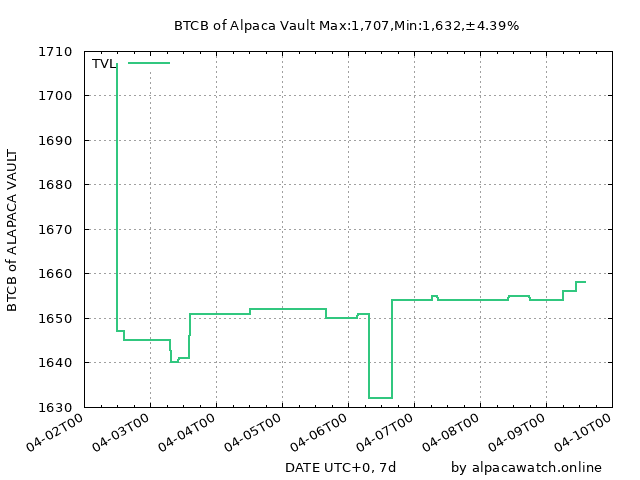 BTCB of Alpaca Vault Max:1,707,Min:1,632,±4.39%
1710
TVL
1700
1690
1680
1670
1660
1650
1640
1630
BTCB of ALAPACA VAULT
04-02T00
04-03T00
04-04T00
04-05T00
04-06T00
04-07T00
04-08T00
04-09T00
04-10T00
DATE UTC+0, 7d
by alpacawatch.online